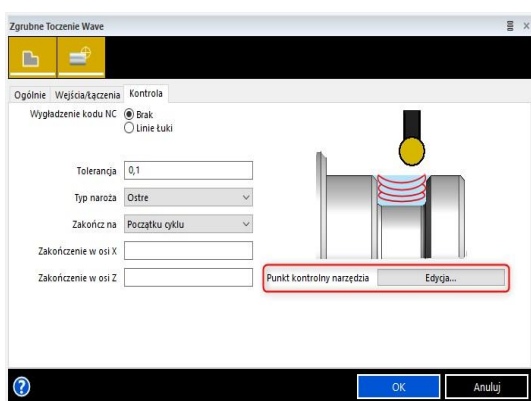 Zgrubne Toczenie Wave
Ogólnie Wejścia/Łączenia Kontrola
Wygładzenie kodu NC Brak
Linie Łuki
Tolerancja 0,1
Typ naroża Ostre
Zakończ na Początku cyklu
Zakończenie w osi X
Zakończenie w osi Z
Punkt kontrolny narzędzia Edycja...
? OK Anuluj